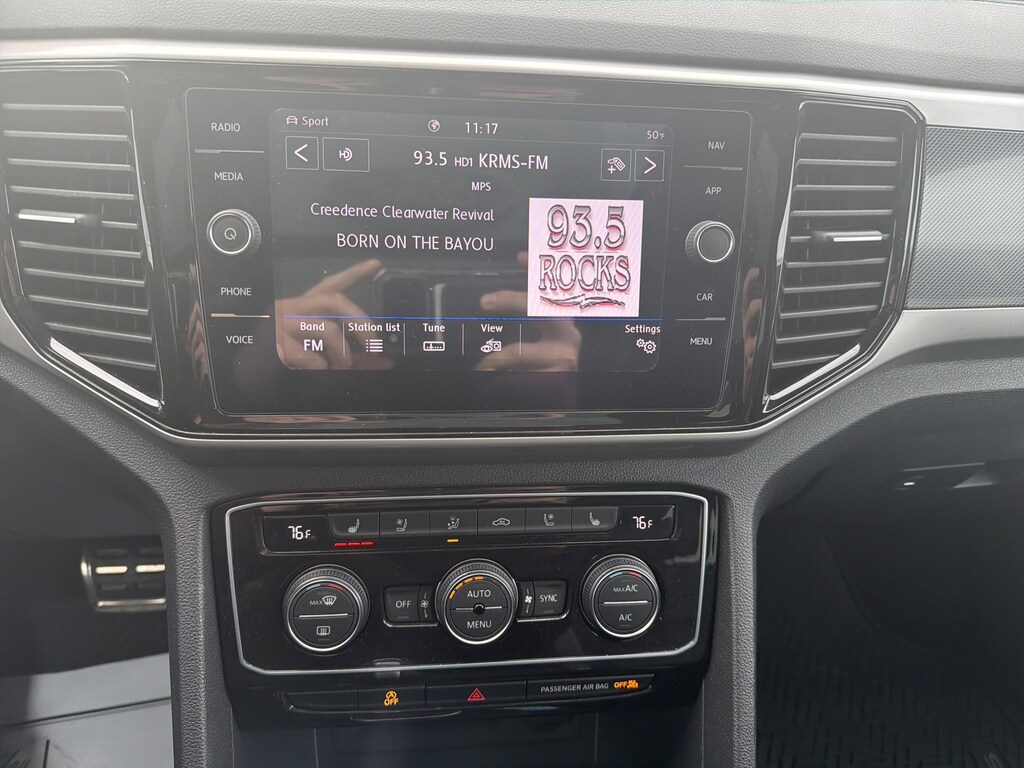 RADIO
MEDIA
PHONE
VOICE
Sport
11:17
50°F
93.5 HD1 KRMS-FM
MPS
Creedence Clearwater Revival
BORN ON THE BAYOU
93.5
ROCKS
Band
FM
Station list
Tune
View
Settings
NAV
APP
CAR
MENU
76°F
76°F
MAX
OFF
AUTO
MENU
SYNC
MAX A/C
A/C
OFF
PASSENGER AIR BAG OFF